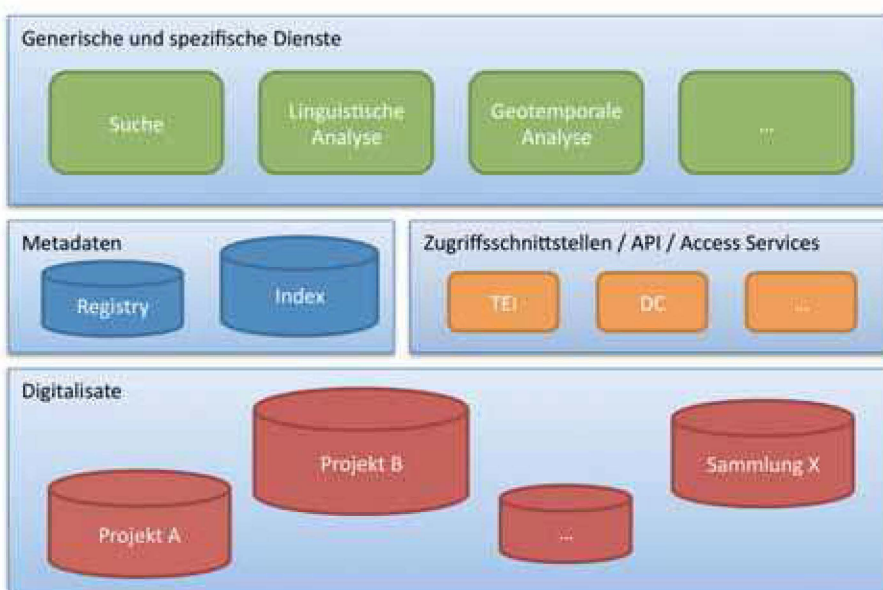 Generische und spezifische Dienste
Suche
Linguistische
Analyse
Geotemporale
Analyse
...
Metadaten
Registry
Index
Zugriffsschnittstellen / API / Access Services
TEI
DC
...
Digitalisate
Projekt A
Projekt B
...
Sammlung X